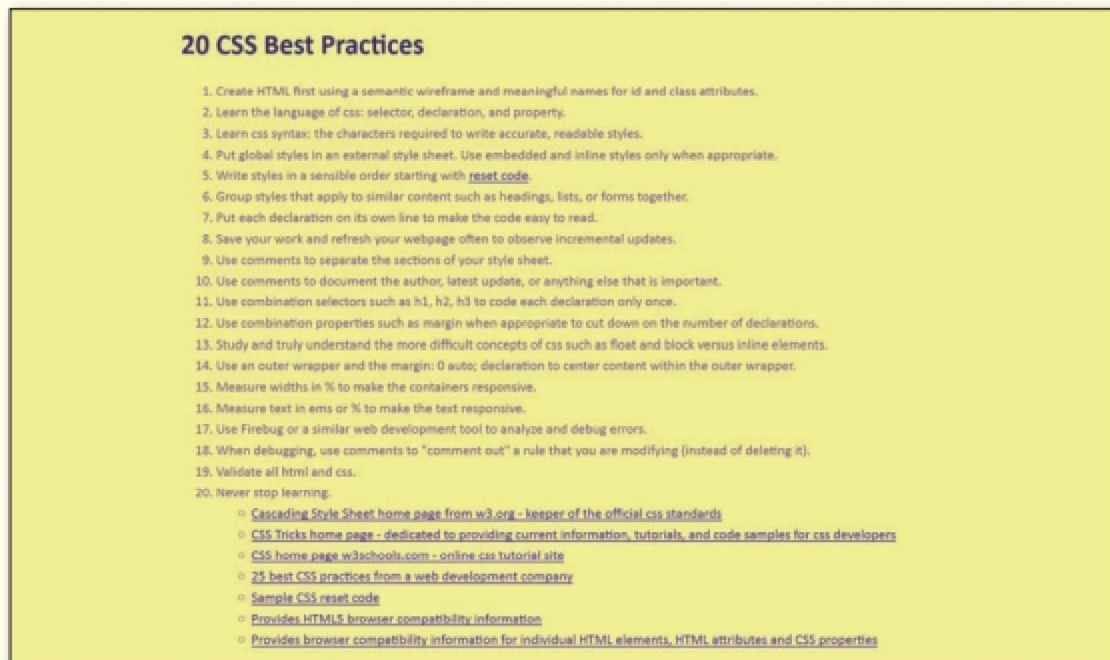 20 CSS Best Practices
1. Create HTML first using a semantic wireframe and meaningful names for id and class attributes.
2. Learn the language of css: selector, declaration, and property.
3. Learn css syntax: the characters required to write accurate, readable styles.
4. Put global styles in an external style sheet. Use embedded and inline styles only when appropriate.
5. Write styles in a sensible order starting with reset code.
6. Group styles that apply to similar content such as headings, lists, or forms together.
7. Put each declaration on its own line to make the code easy to read.
8. Save your work and refresh your webpage often to observe incremental updates.
9. Use comments to separate the sections of your style sheet.
10. Use comments to document the author, latest update, or anything else that is important.
11. Use combination selectors such as h1, h2, h3 to code each declaration only once.
12. Use combination properties such as margin when appropriate to cut down on the number of declarations.
13. Study and truly understand the more difficult concepts of css such as float and block versus inline elements.
14. Use an outer wrapper and the margin: 0 auto; declaration to center content within the outer wrapper.
15. Measure widths in % to make the containers responsive.
16. Measure text in ems or % to make the text responsive.
17. Use Firebug or a similar web development tool to analyze and debug errors.
18. When debugging, use comments to "comment out" a rule that you are modifying (instead of deleting it).
19. Validate all html and css.
20. Never stop learning.
○ Cascading Style Sheet home page from w3.org - keeper of the official css standards
○ CSS Tricks home page - dedicated to providing current information, tutorials, and code samples for css developers
○ CSS home page w3schools.com - online css tutorial site
○ 25 best CSS practices from a web development company
○ Sample CSS reset code
○ Provides HTML5 browser compatibility information
○ Provides browser compatibility information for individual HTML elements, HTML attributes and CSS properties